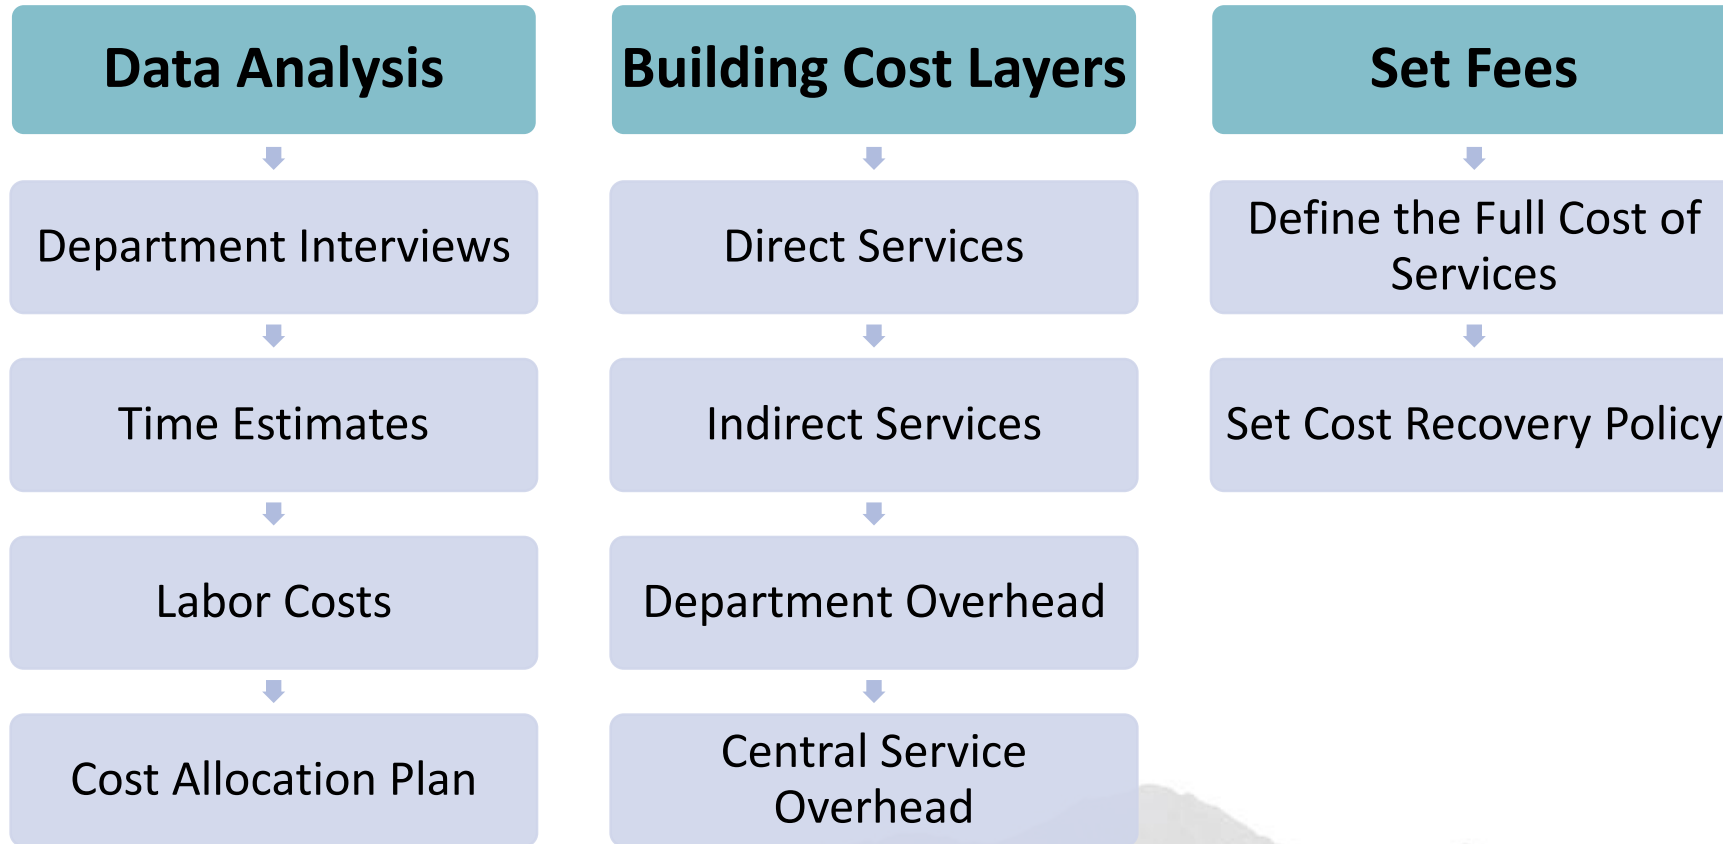 Data Analysis
Department Interviews
Time Estimates
Labor Costs
Cost Allocation Plan
Building Cost Layers
Direct Services
Indirect Services
Department Overhead
Central Service
Overhead
Set Fees
Define the Full Cost of
Services
Set Cost Recovery Policy